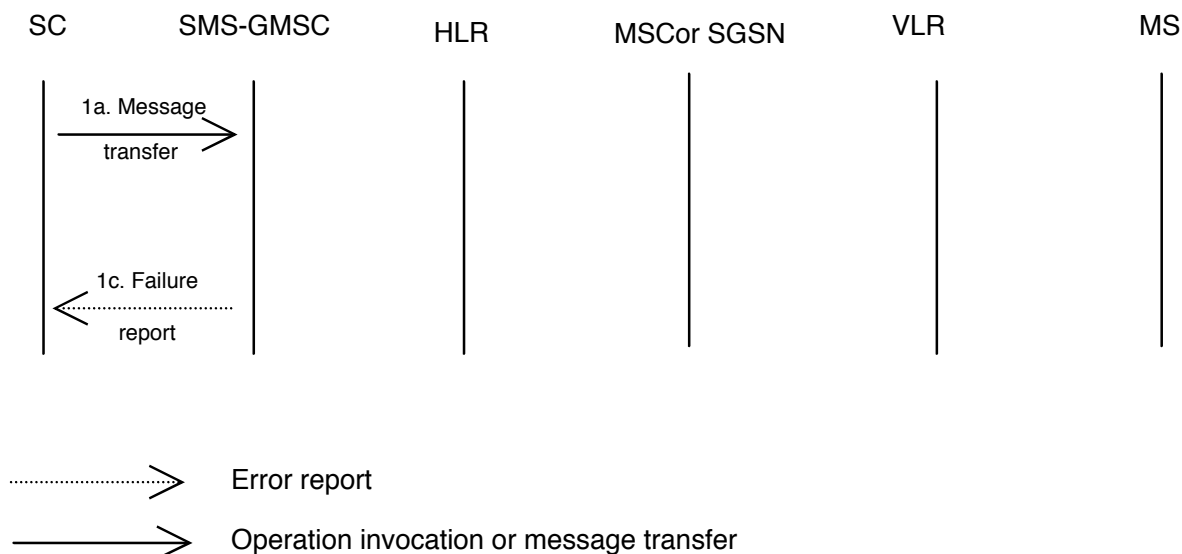 SC
SMS-GMSC
HLR
MSCor SGSN
VLR
MS
1a. Message
transfer
1c. Failure
report
Error report
Operation invocation or message transfer